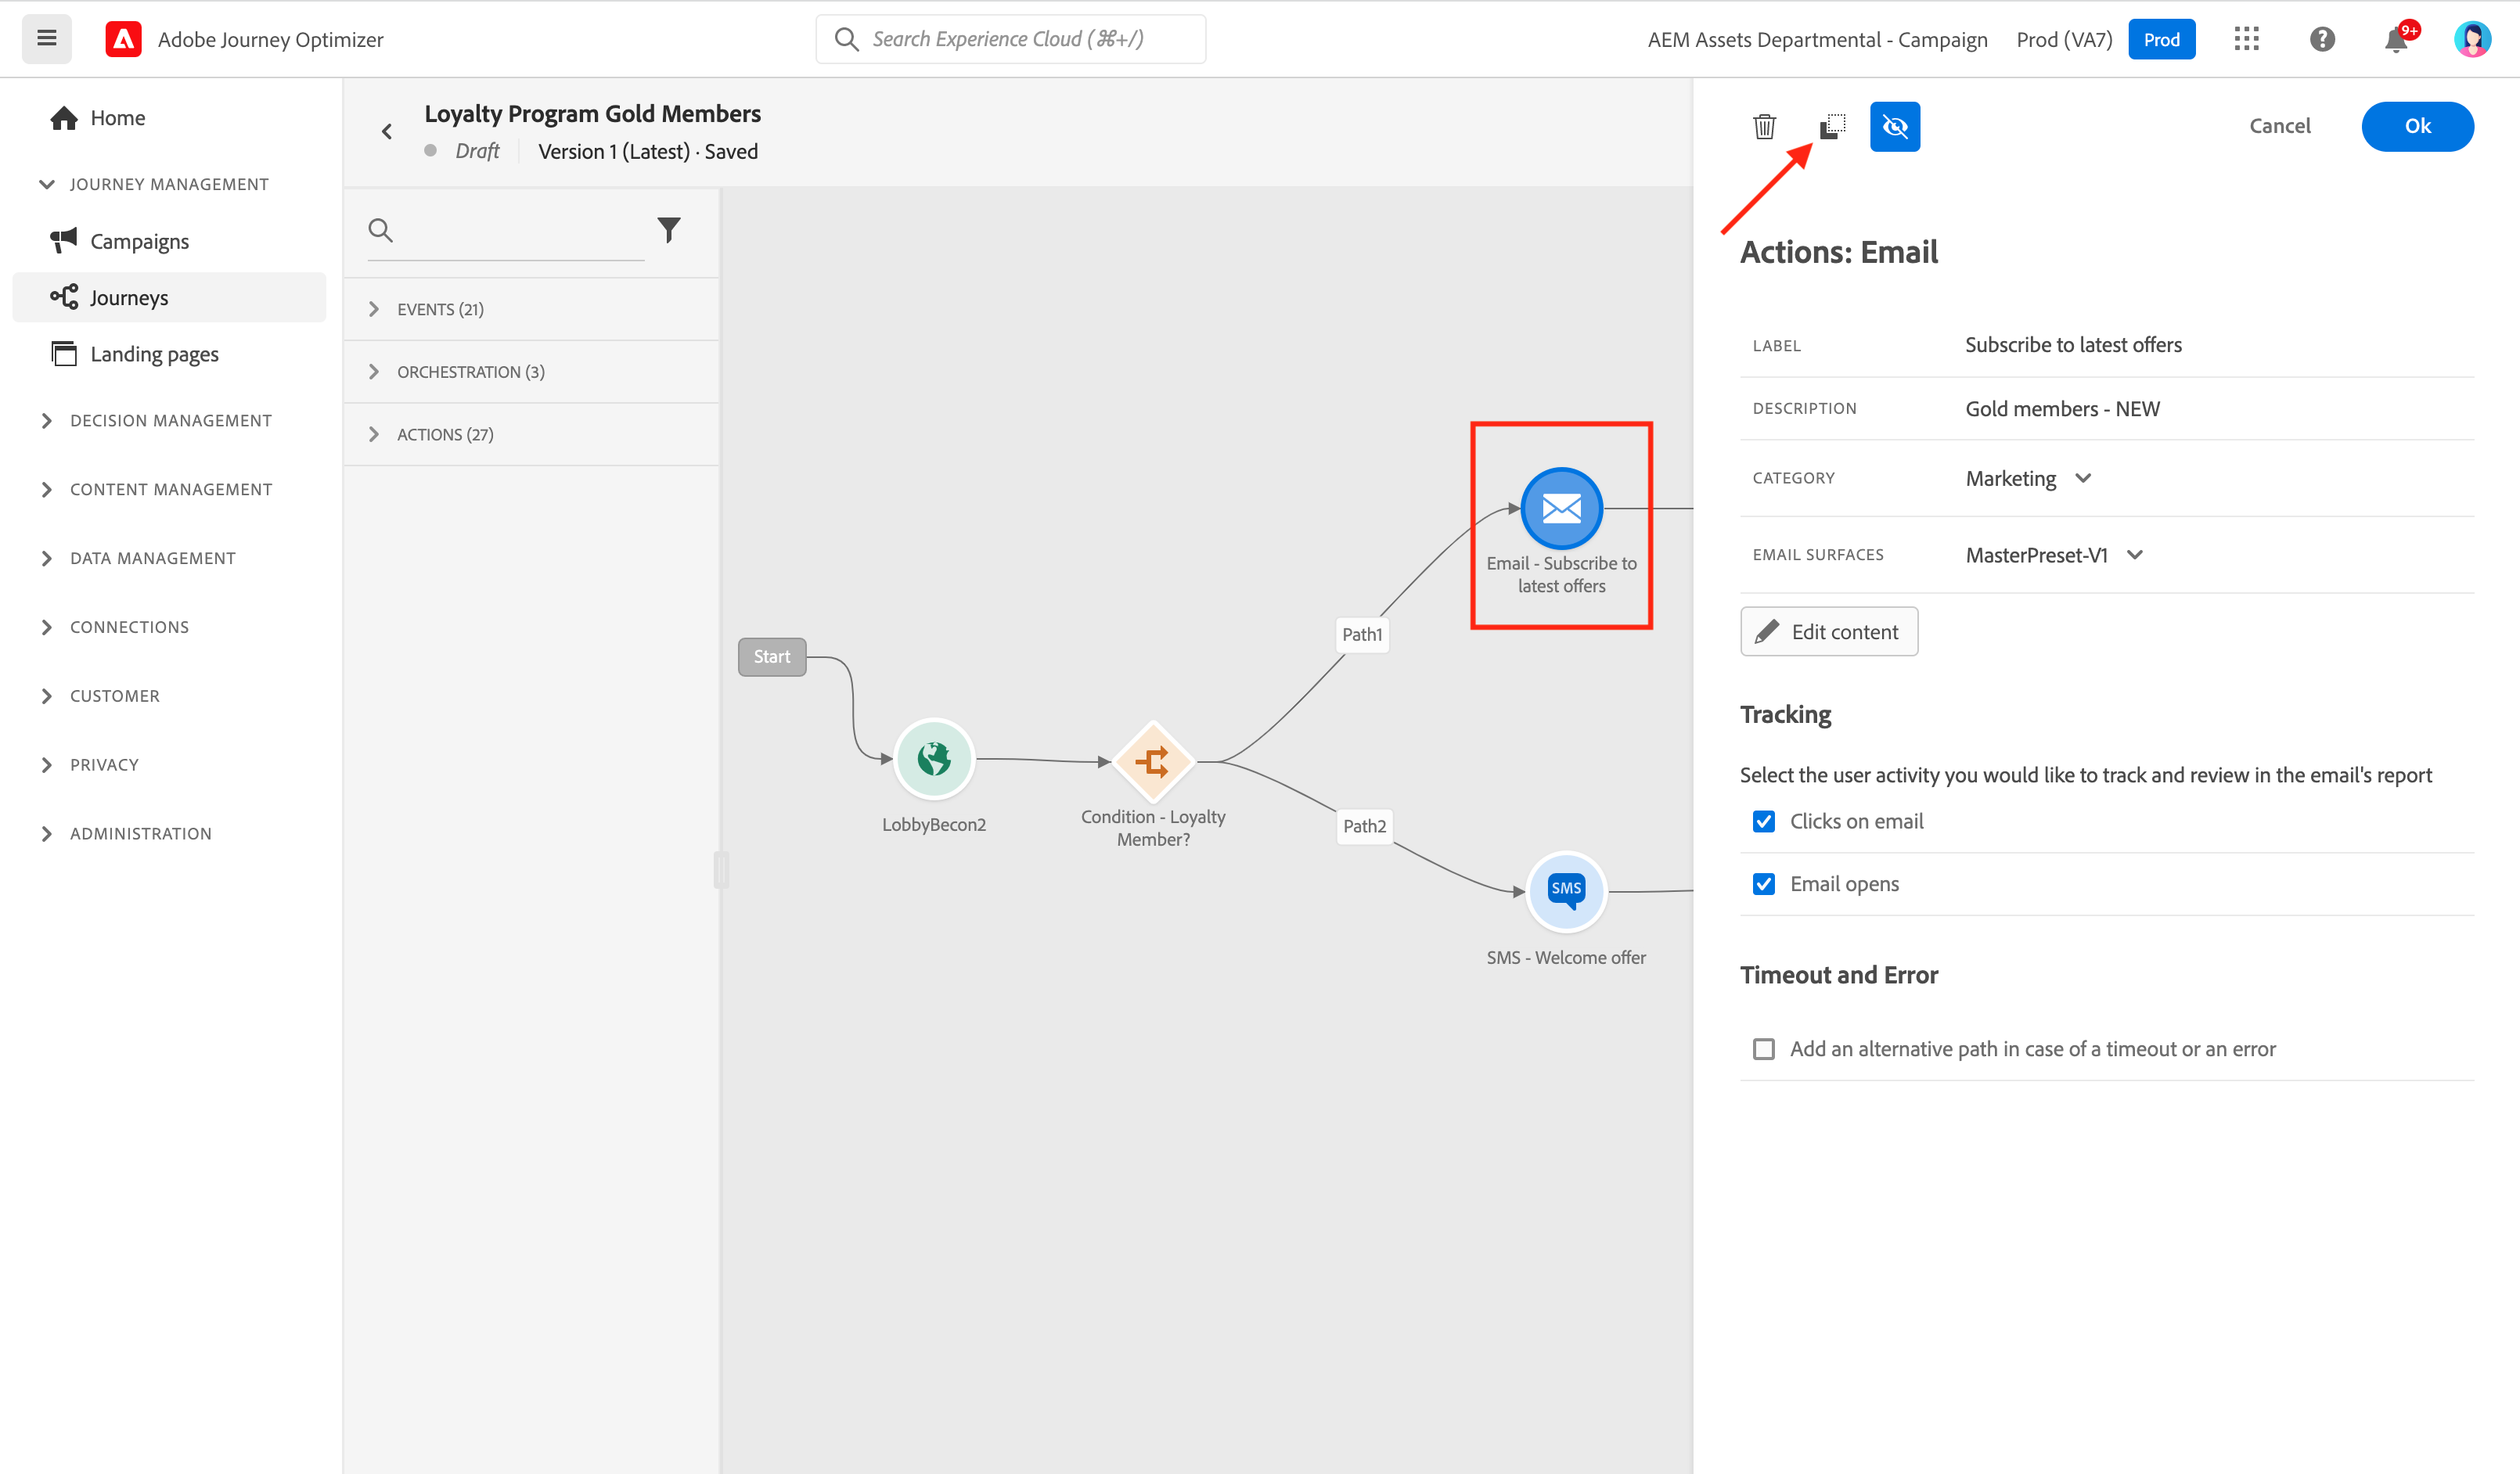 Adobe Journey Optimizer
Search Experience Cloud (⌘+/)
AEM Assets Departmental - Campaign
Prod (VA7)
Prod
9+
Home
JOURNEY MANAGEMENT
Campaigns
Journeys
Landing pages
DECISION MANAGEMENT
CONTENT MANAGEMENT
DATA MANAGEMENT
CONNECTIONS
CUSTOMER
PRIVACY
ADMINISTRATION
Loyalty Program Gold Members
Draft
Version 1 (Latest) · Saved
EVENTS (21)
ORCHESTRATION (3)
ACTIONS (27)
Start
LobbyBecon2
Condition - Loyalty
Member?
Path1
Path2
Email - Subscribe to
latest offers
SMS
SMS - Welcome offer
Cancel
Ok
Actions: Email
LABEL
Subscribe to latest offers
DESCRIPTION
Gold members - NEW
CATEGORY
Marketing
EMAIL SURFACES
MasterPreset-V1
Edit content
Tracking
Select the user activity you would like to track and review in the email's report
Clicks on email
Email opens
Timeout and Error
Add an alternative path in case of a timeout or an error